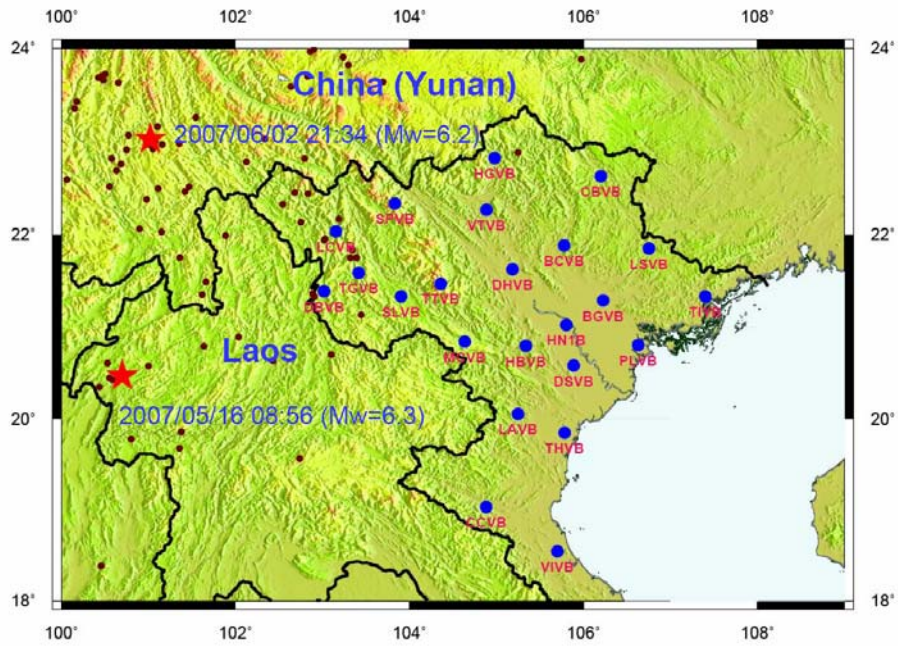 100° 102° 104° 106° 108°
24° 24°
China (Yunan)
2007/06/02 21:34 (Mw=6.2)
HGVB
CBVB
SPVB
VTVB
22° 22°
LCVB
BCVB
LSVB
DHVB
TGVB
DBVB
SLVB
TTVB
BGVB
TIVB
HN1B
MCVB
HBVB
PLVB
Laos
DSVB
2007/05/16 08:56 (Mw=6.3)
20° 20°
LAVB
THVB
CCVB
VIVB
18° 18°
100° 102° 104° 106° 108°